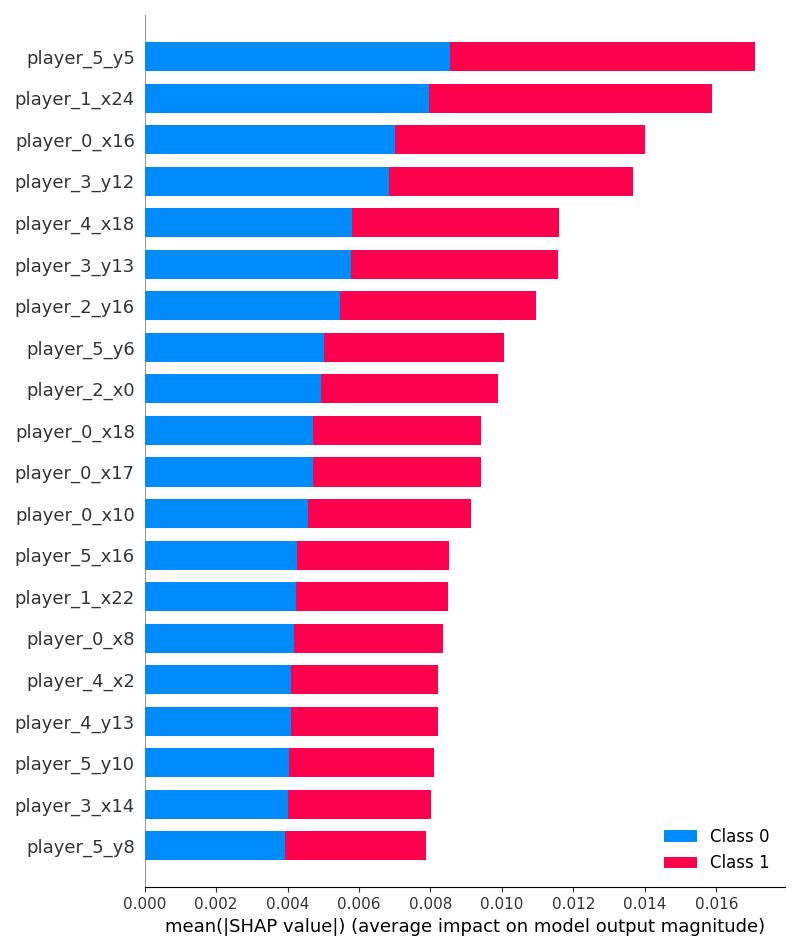 player_5_y5
player_1_x24
player_0_x16
player_3_y12
player_4_x18
player_3_y13
player_2_y16
player_5_y6
player_2_x0
player_0_x18
player_0_x17
player_0_x10
player_5_x16
player_1_x22
player_0_x8
player_4_x2
player_4_y13
player_5_y10
player_3_x14
player_5_y8
Class 0
Class 1
0.000 0.002 0.004 0.006 0.008 0.010 0.012 0.014 0.016
mean(|SHAP value|) (average impact on model output magnitude)